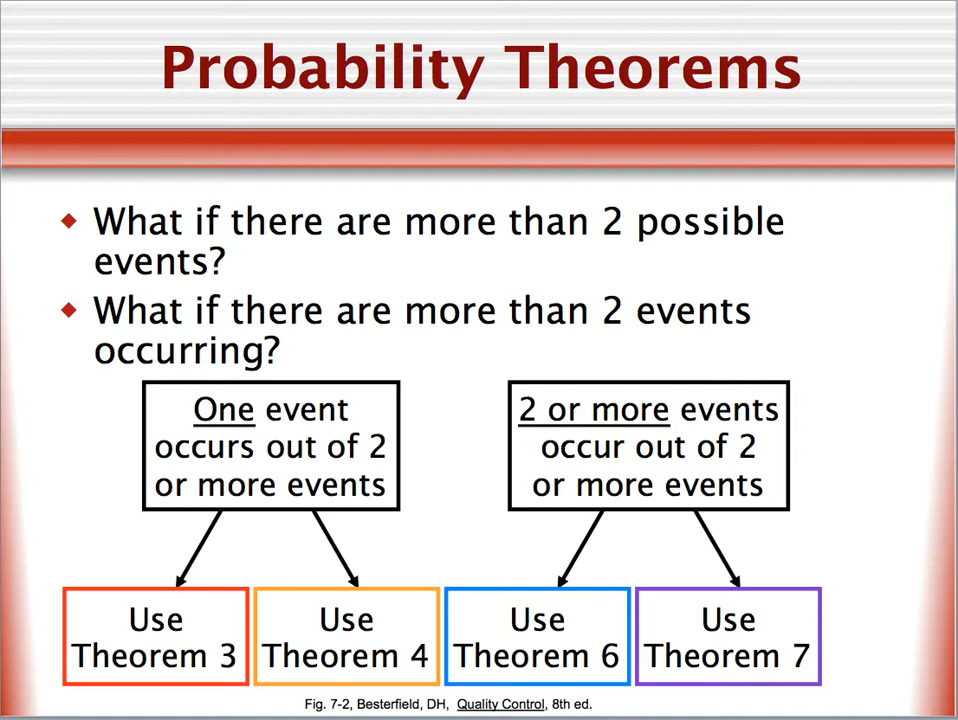 Probability Theorems
What if there are more than 2 possible
events?
What if there are more than 2 events
occurring?
One event
occurs out of 2
or more events
2 or more events
occur out of 2
or more events
Use
Theorem 3
Use
Theorem 4
Use
Theorem 6
Use
Theorem 7
Fig. 7-2, Besterfield, DH, Quality Control, 8th ed.